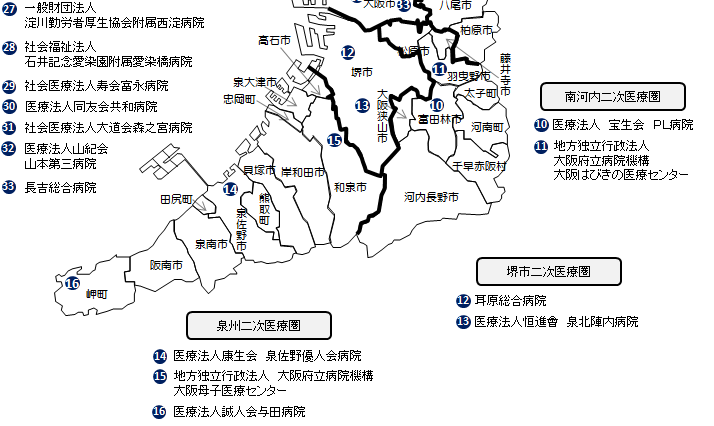 27 一般財団法人
淀川勤労者厚生協会附属西淀病院
28 社会福祉法人
石井記念愛染園附属愛染橋病院
29 社会医療法人寿会富永病院
30 医療法人同友会共和病院
31 社会医療法人大道会森之宮病院
32 医療法人山紀会
山本第三病院
33 長吉総合病院
大阪市
33
八尾市
柏原市
高石市
12
松原市
藤井寺市
堺市
11
羽曳野市
泉大津市
太子町
忠岡町
13
大阪狭山市
10
富田林市
河南町
15
千早赤阪村
貝塚市
岸和田市
和泉市
河内長野市
田尻町
14
熊取町
泉佐野市
泉南市
阪南市
16
岬町
南河内二次医療圏
10 医療法人 宝生会 PL病院
11 地方独立行政法人
大阪府立病院機構
大阪はびきの医療センター
堺市二次医療圏
12 耳原総合病院
13 医療法人恒進會 泉北陣内病院
泉州二次医療圏
14 医療法人康生会 泉佐野優人会病院
15 地方独立行政法人 大阪府立病院機構
大阪母子医療センター
16 医療法人誠人会与田病院